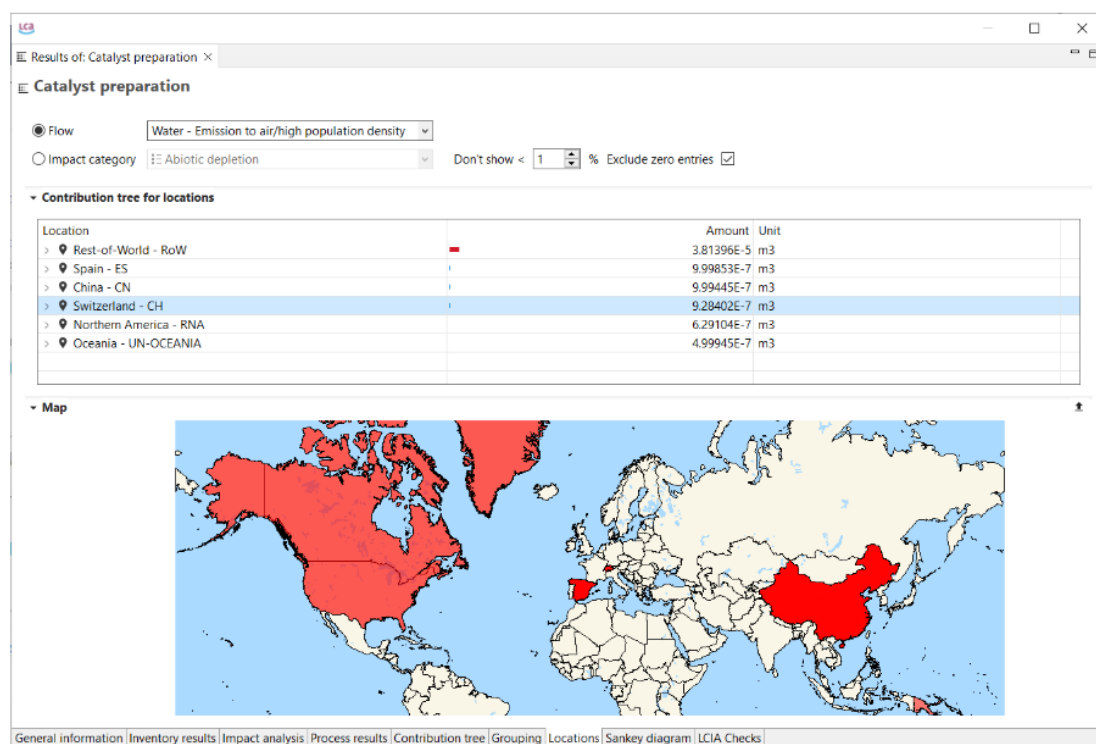 LCA
Results of: Catalyst preparation
Catalyst preparation
Flow Water - Emission to air/high population density
Impact category Abiotic depletion Don't show < 1 % Exclude zero entries
Contribution tree for locations
Location Amount Unit
Rest-of-World - RoW 3.81396E-5 m3
Spain - ES 9.99853E-7 m3
China - CN 9.99445E-7 m3
Switzerland - CH 9.28402E-7 m3
Northern America - RNA 6.29104E-7 m3
Oceania - UN-OCEANIA 4.99945E-7 m3
Map
General information Inventory results Impact analysis Process results Contribution tree Grouping Locations Sankey diagram LCIA Checks